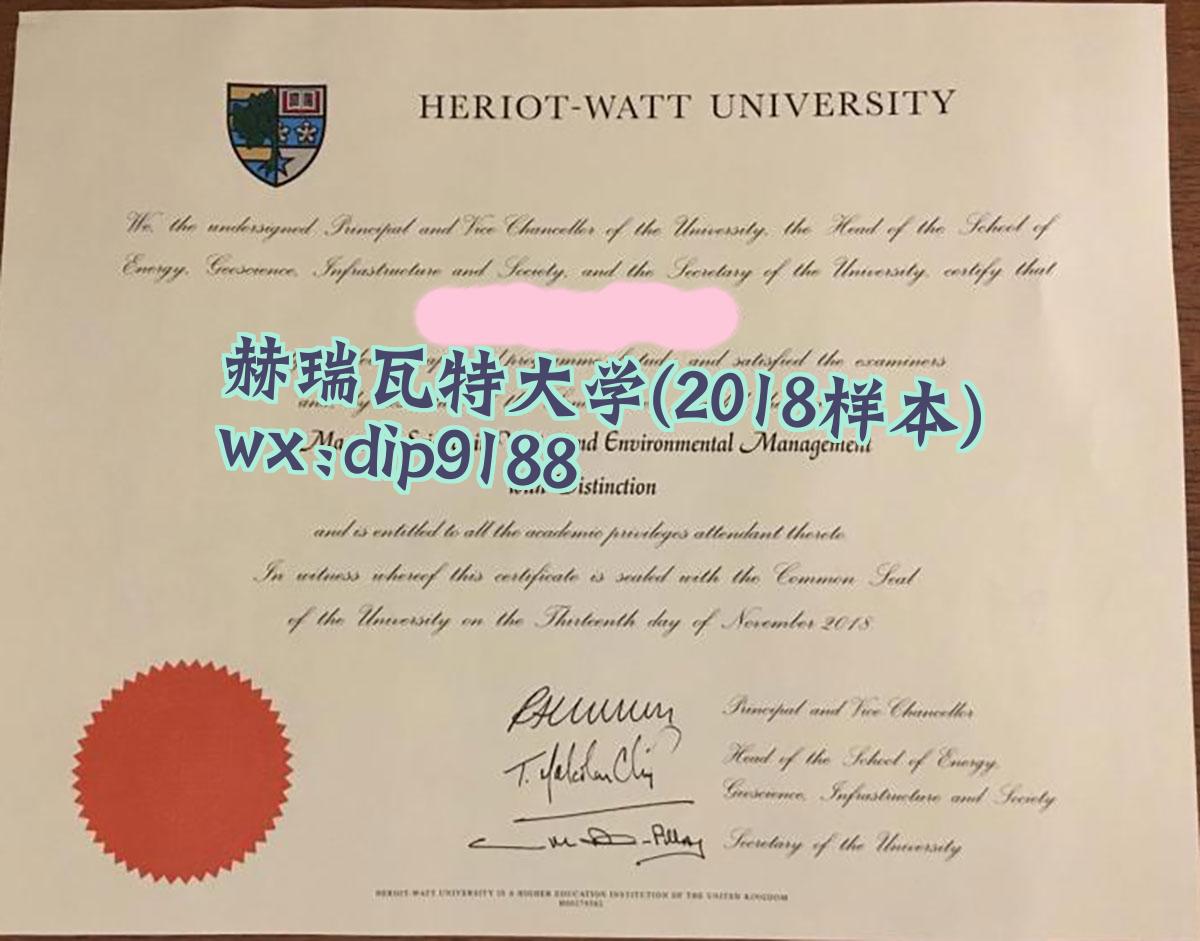 HERIOT-WATT UNIVERSITY
We, the undersigned Principal and Vice Chancellor of the University, the Head of the School of
Energy, Geoscience, Infrastructure and Society, and the Secretary of the University, certify that
study and satisfied the examiners
赫瑞瓦特大学(2018样本)
and Environmental Management
wx:dip9188
with Distinction
and is entitled to all the academic privileges attendant thereto
In witness whereof this certificate is sealed with the Common Seal
of the University on the Thirteenth day of November 2018
Principal and Vice Chancellor
Head of the School of Energy,
Geoscience, Infrastructure and Society
Secretary of the University
HERIOT-WATT UNIVERSITY IS A HIGHER EDUCATION INSTITUTION OF THE UNITED KINGDOM